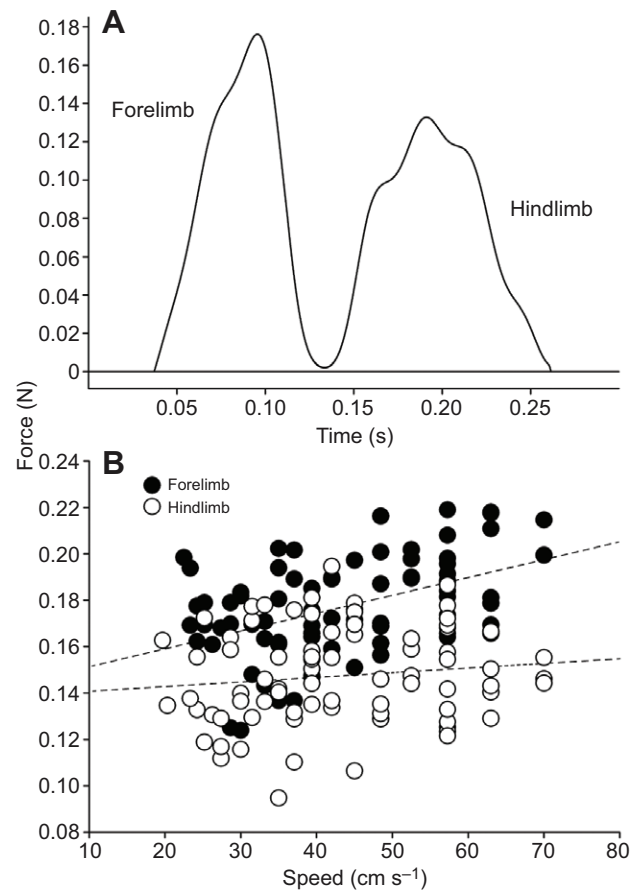 A
0.18
0.16
0.14
0.12
0.10
0.08
0.06
0.04
0.02
0
Forelimb
Hindlimb
0.05 0.10 0.15 0.20 0.25
Time (s)
Force (N)
B
0.24
0.22
0.20
0.18
0.16
0.14
0.12
0.10
0.08
Forelimb
Hindlimb
10 20 30 40 50 60 70 80
Speed (cm s–1)